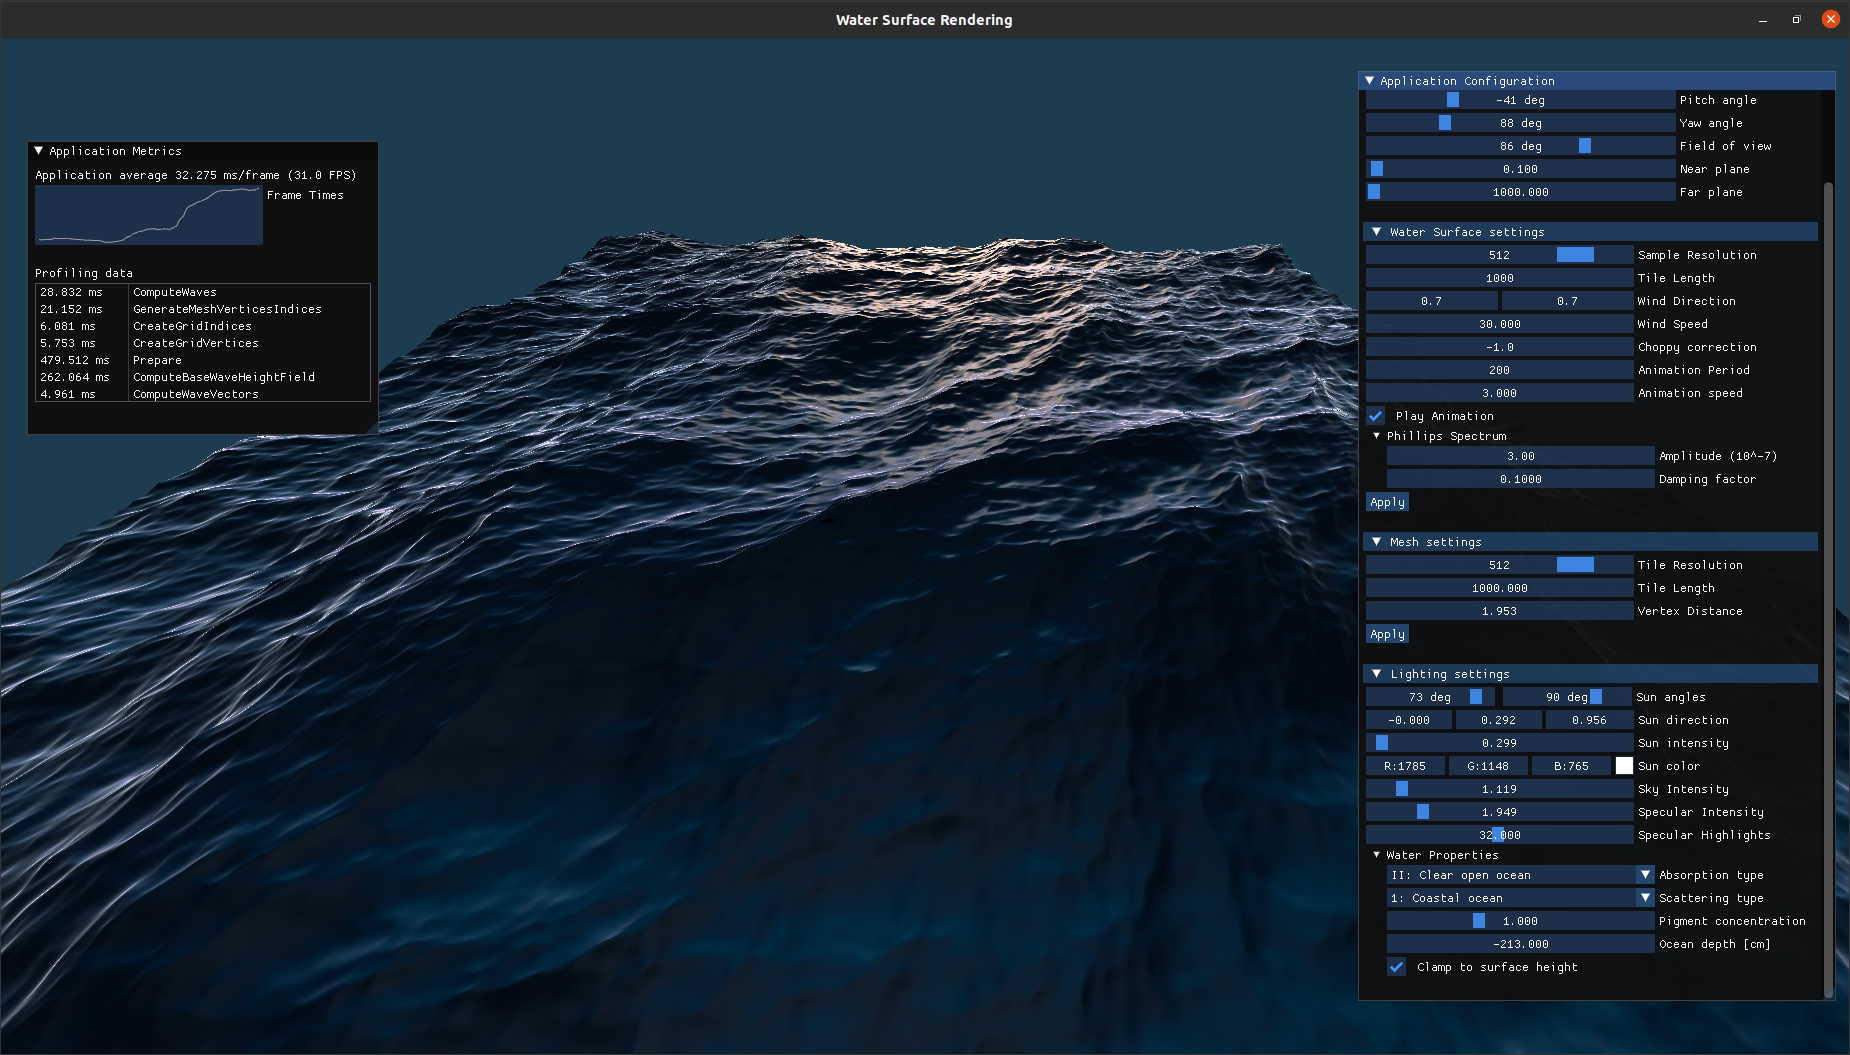 Water Surface Rendering
Application Metrics
Application average 32.275 ms/frame (31.0 FPS)
Frame Times
Profiling data
28.832 ms ComputeWaves
21.152 ms GenerateMeshVerticesIndices
6.081 ms CreateGridIndices
5.753 ms CreateGridVertices
479.512 ms Prepare
262.064 ms ComputeBaseWaveHeightField
4.961 ms ComputeWaveVectors
Application Configuration
-41 deg Pitch angle
88 deg Yaw angle
86 deg Field of view
0.100 Near plane
1000.000 Far plane
Water Surface settings
512 Sample Resolution
1000 Tile Length
0.7 0.7 Wind Direction
30.000 Wind Speed
-1.0 Choppy correction
200 Animation Period
3.000 Animation speed
Play Animation
Phillips Spectrum
3.00 Amplitude (10^-7)
0.1000 Damping factor
Apply
Mesh settings
512 Tile Resolution
1000.000 Tile Length
1.953 Vertex Distance
Apply
Lighting settings
73 deg 90 deg Sun angles
-0.000 0.292 0.956 Sun direction
0.299 Sun intensity
R:1785 G:1148 B:765 Sun color
1.119 Sky Intensity
1.949 Specular Intensity
32.000 Specular Highlights
Water Properties
II: Clear open ocean Absorption type
1: Coastal ocean Scattering type
1.000 Pigment concentration
-213.000 Ocean depth [cm]
Clamp to surface height